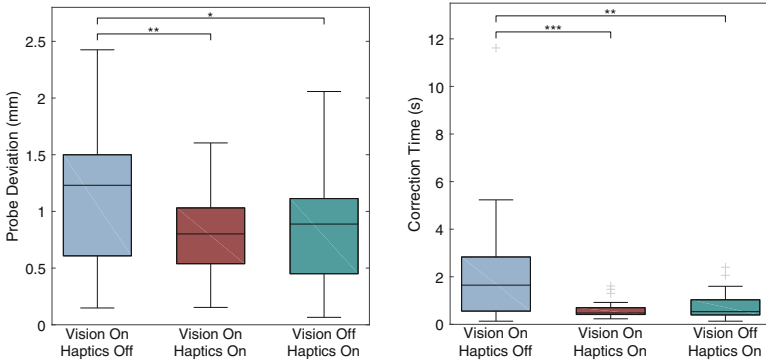 *
**
2.5
2
1.5
1
0.5
0
Probe Deviation (mm)
Vision On
Haptics Off
Vision On
Haptics On
Vision Off
Haptics On
**
***
12
10
8
6
4
2
0
Correction Time (s)
Vision On
Haptics Off
Vision On
Haptics On
Vision Off
Haptics On